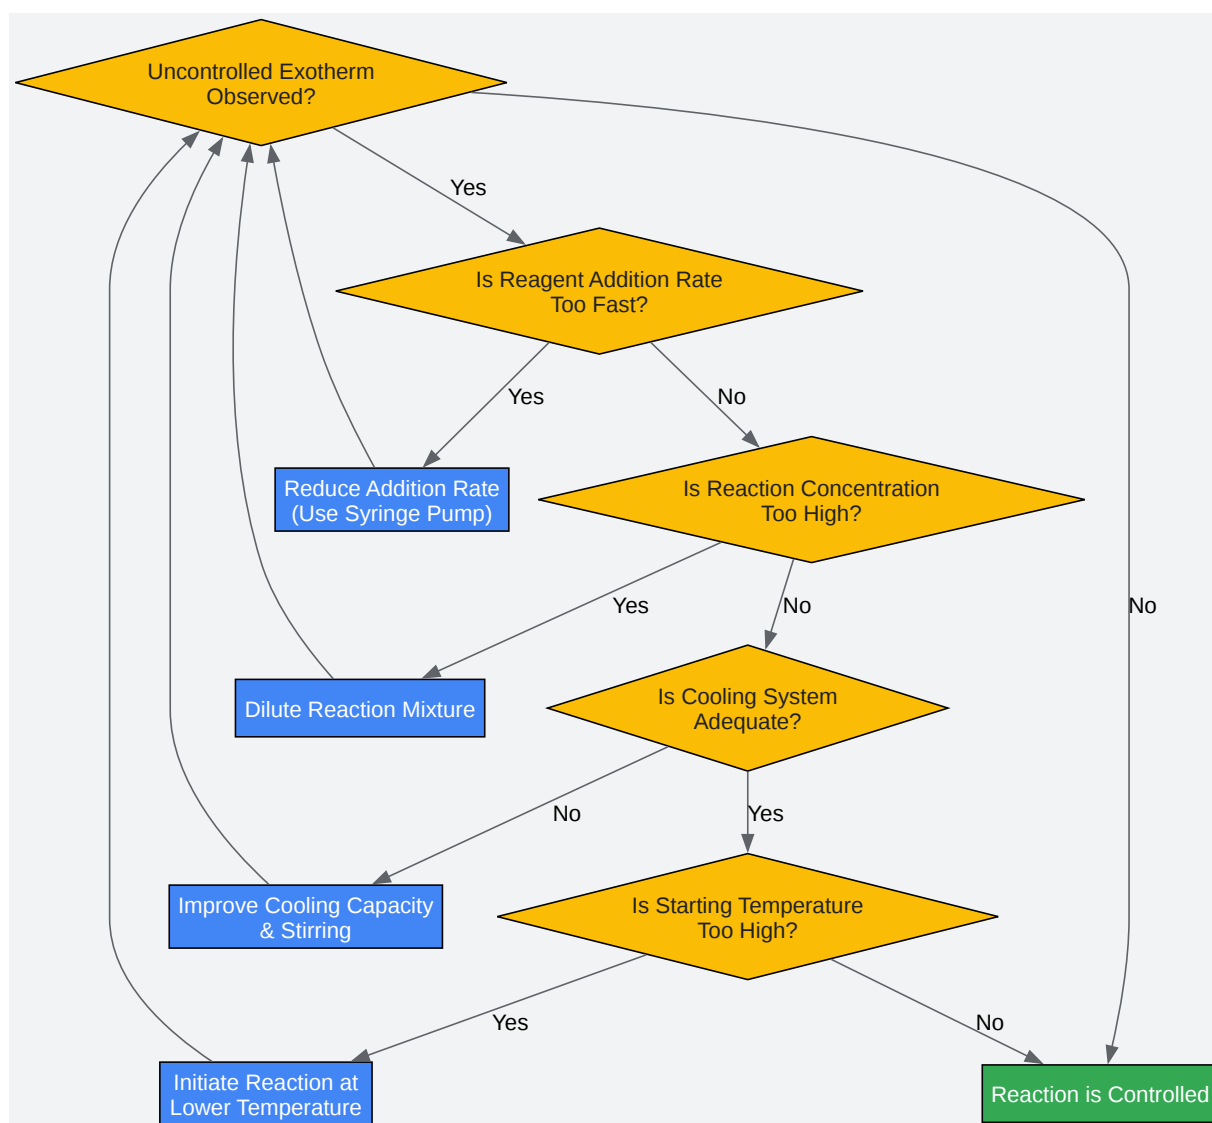 Uncontrolled Exotherm
Observed?
Yes
Is Reagent Addition Rate
Too Fast?
Yes
No
Reduce Addition Rate
(Use Syringe Pump)
Is Reaction Concentration
Too High?
Yes
No
No
Dilute Reaction Mixture
Is Cooling System
Adequate?
No
Yes
Improve Cooling Capacity
& Stirring
Is Starting Temperature
Too High?
Yes
No
Initiate Reaction at
Lower Temperature
Reaction is Controlled